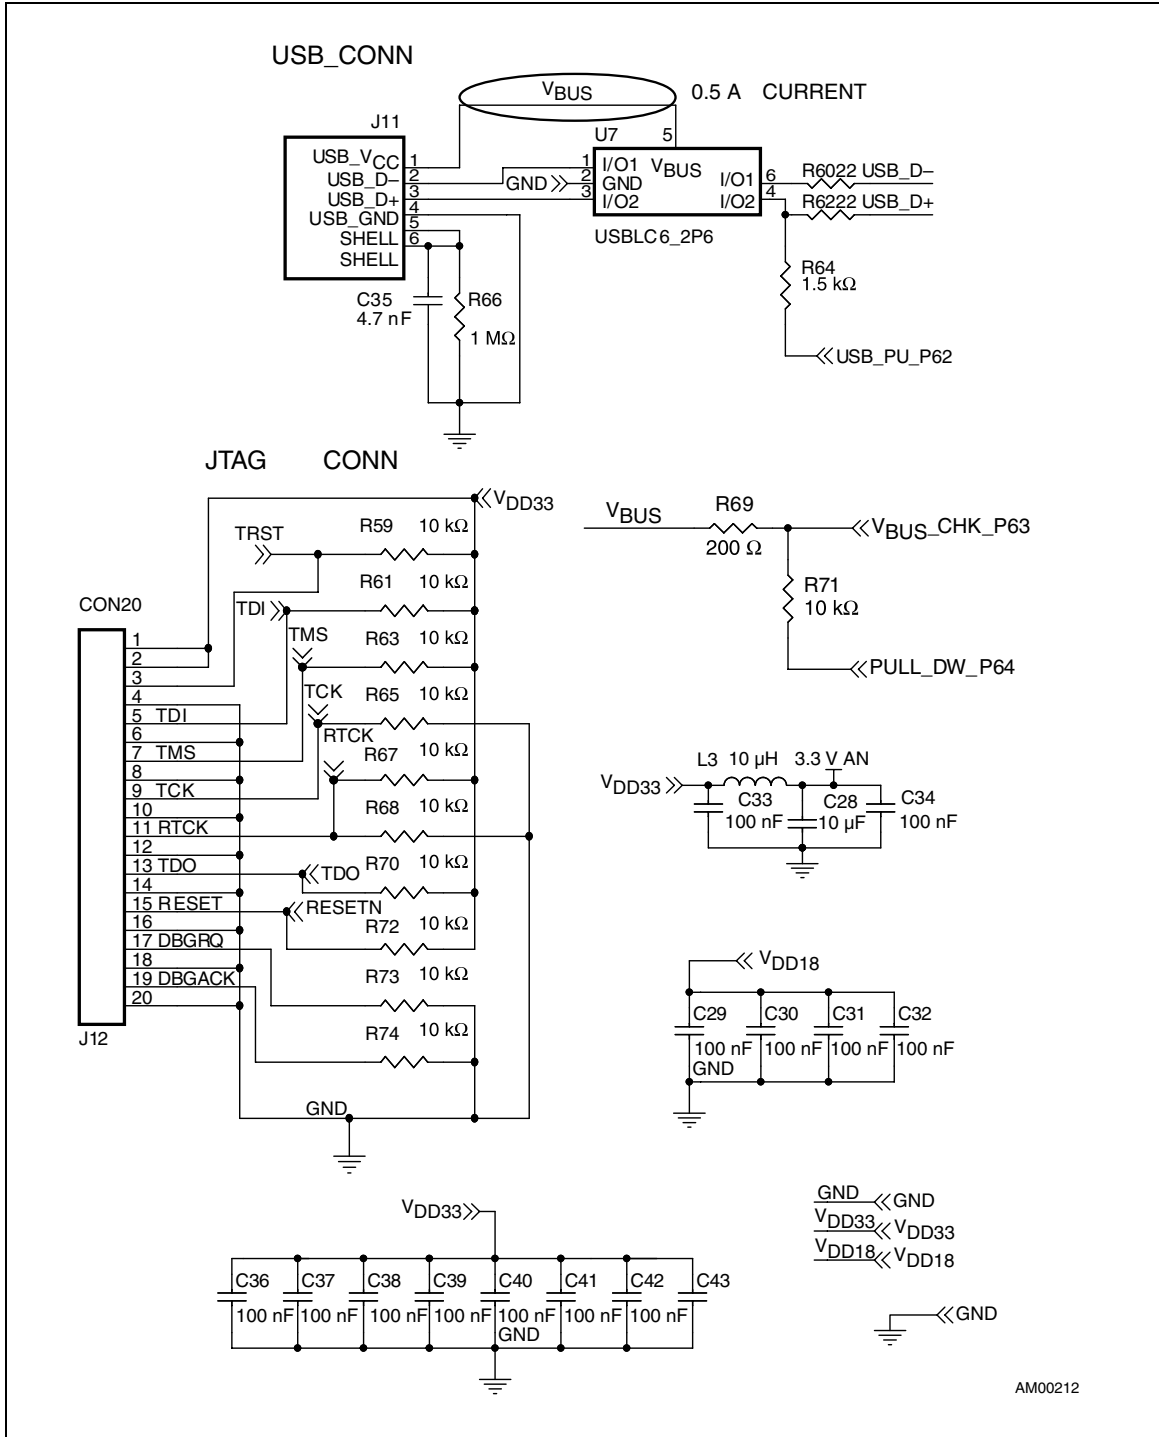 USB_CONN
VBUS
0.5 A CURRENT
J11
U7
5
USB_VCC 1
USB_D– 2
USB_D+ 3
USB_GND 4
5
SHELL 6
SHELL
1 I/O1 VBUS
GND 2 GND
3 I/O2
I/O1 6
I/O2 4
R6022 USB_D–
R6222 USB_D+
USBLC6_2P6
C35
4.7 nF
R66
1 MΩ
R64
1.5 kΩ
USB_PU_P62
JTAG CONN
VDD33
TRST
R59 10 kΩ
R61 10 kΩ
TDI
TMS
R63 10 kΩ
TCK
R65 10 kΩ
RTCK
R67 10 kΩ
R68 10 kΩ
TDO
R70 10 kΩ
RESETN
R72 10 kΩ
R73 10 kΩ
R74 10 kΩ
CON20
1
2
3
4
5 TDI
6
7 TMS
8
9 TCK
10
11 RTCK
12
13 TDO
14
15 RESET
16
17 DBGRQ
18
19 DBGACK
20
J12
GND
VBUS
R69
200 Ω
VBUS_CHK_P63
R71
10 kΩ
PULL_DW_P64
L3 10 µH 3.3 V AN
VDD33
C33
100 nF
C28
10 µF
C34
100 nF
VDD18
C29 C30 C31 C32
100 nF 100 nF 100 nF 100 nF
GND
VDD33
C36 C37 C38 C39 C40 C41 C42 C43
100 nF 100 nF 100 nF 100 nF 100 nF 100 nF 100 nF
GND
GND GND
VDD33 VDD33
VDD18 VDD18
GND
AM00212